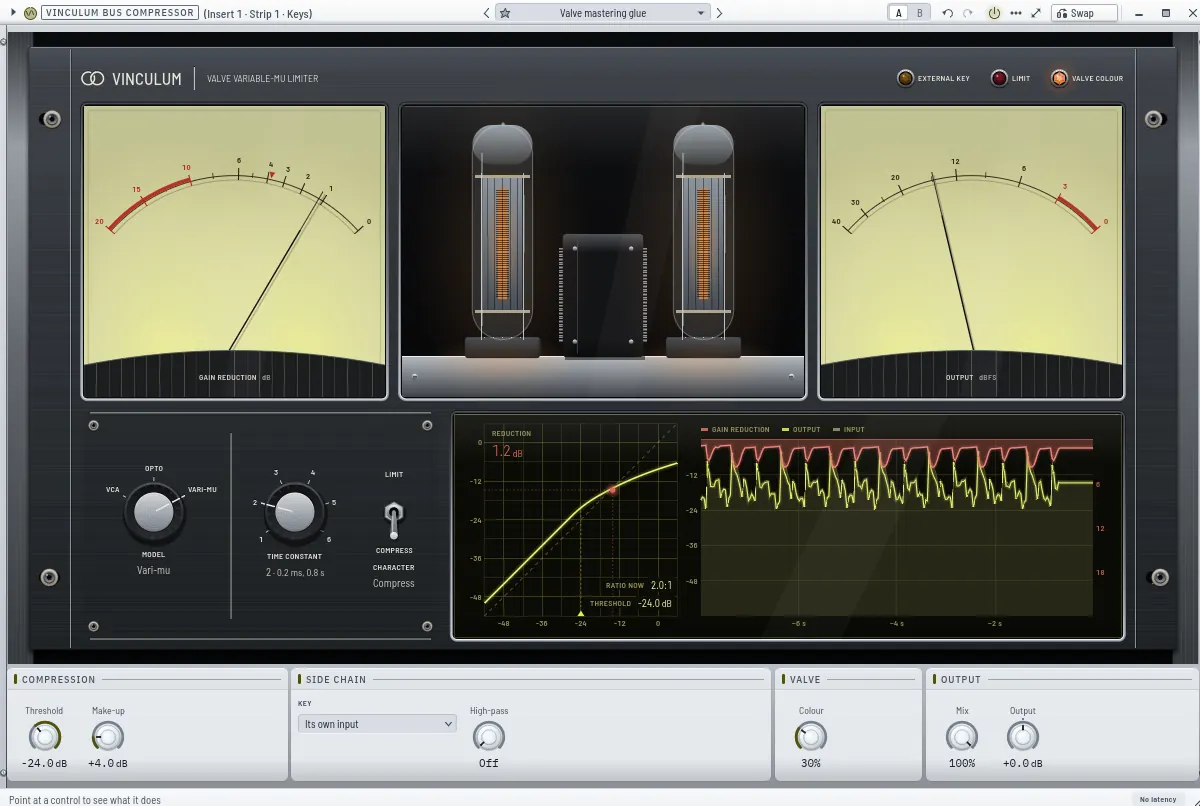 VINCULUM BUS COMPRESSOR (Insert 1 · Strip 1 · Keys)
Valve mastering glue
A B
Swap
VINCULUM VALVE VARIABLE-MU LIMITER
EXTERNAL KEY LIMIT VALVE COLOUR
20 15 10 6 4 3 2 1 0
GAIN REDUCTION dB
40 30 20 12 6 3 0
OUTPUT dBFS
VCA OPTO VARI-MU
MODEL
Vari-mu
1 2 3 4 5 6
TIME CONSTANT
2 · 0.2 ms, 0.8 s
LIMIT
COMPRESS
CHARACTER
Compress
REDUCTION
1.2 dB
0
-12
-24
-36
-48
RATIO NOW 2.0:1
THRESHOLD -24.0 dB
-48 -36 -24 -12 0
GAIN REDUCTION OUTPUT INPUT
-12
-24
-36
-48
6
12
18
-6 s -4 s -2 s
COMPRESSION
Threshold Make-up
-24.0 dB +4.0 dB
SIDE CHAIN
KEY
Its own input
High-pass
Off
VALVE
Colour
30%
OUTPUT
Mix Output
100% +0.0 dB
Point at a control to see what it does
No latency